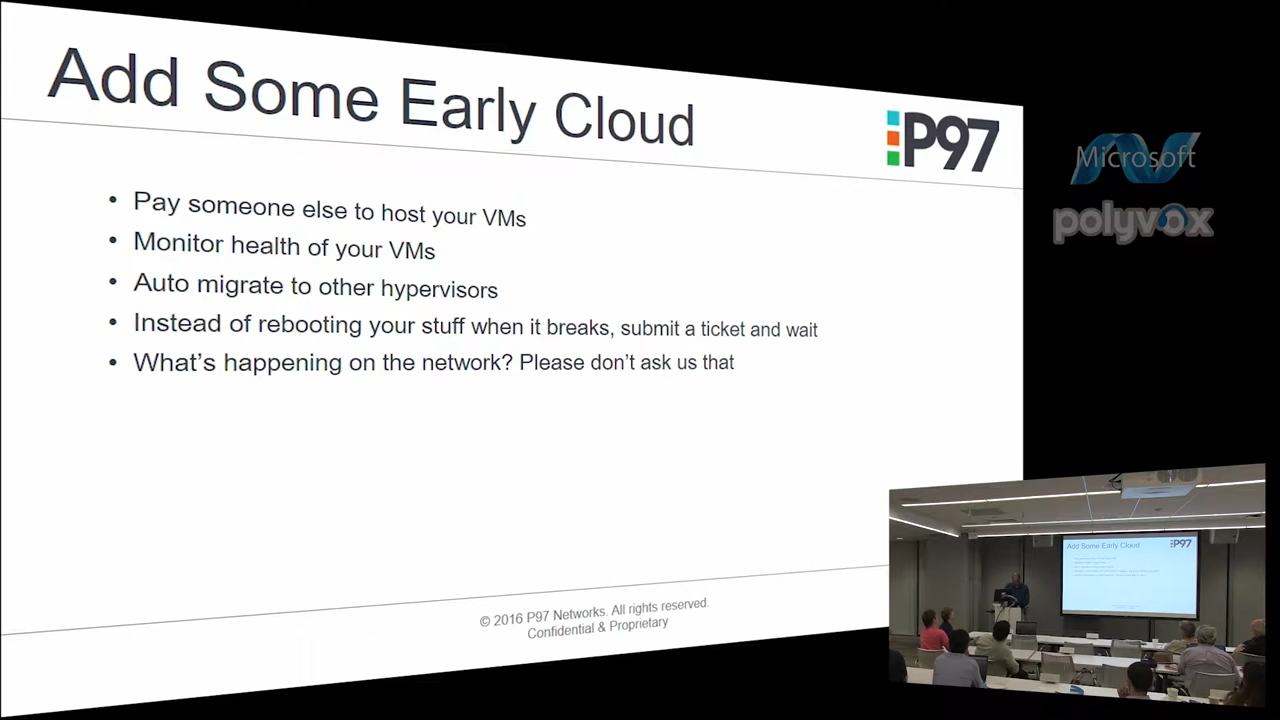 Add Some Early Cloud
P97
• Pay someone else to host your VMs
• Monitor health of your VMs
• Auto migrate to other hypervisors
• Instead of rebooting your stuff when it breaks, submit a ticket and wait
• What's happening on the network? Please don't ask us that
© 2016 P97 Networks. All rights reserved.
Confidential & Proprietary
Microsoft
polyvox
Add Some Early Cloud
P97